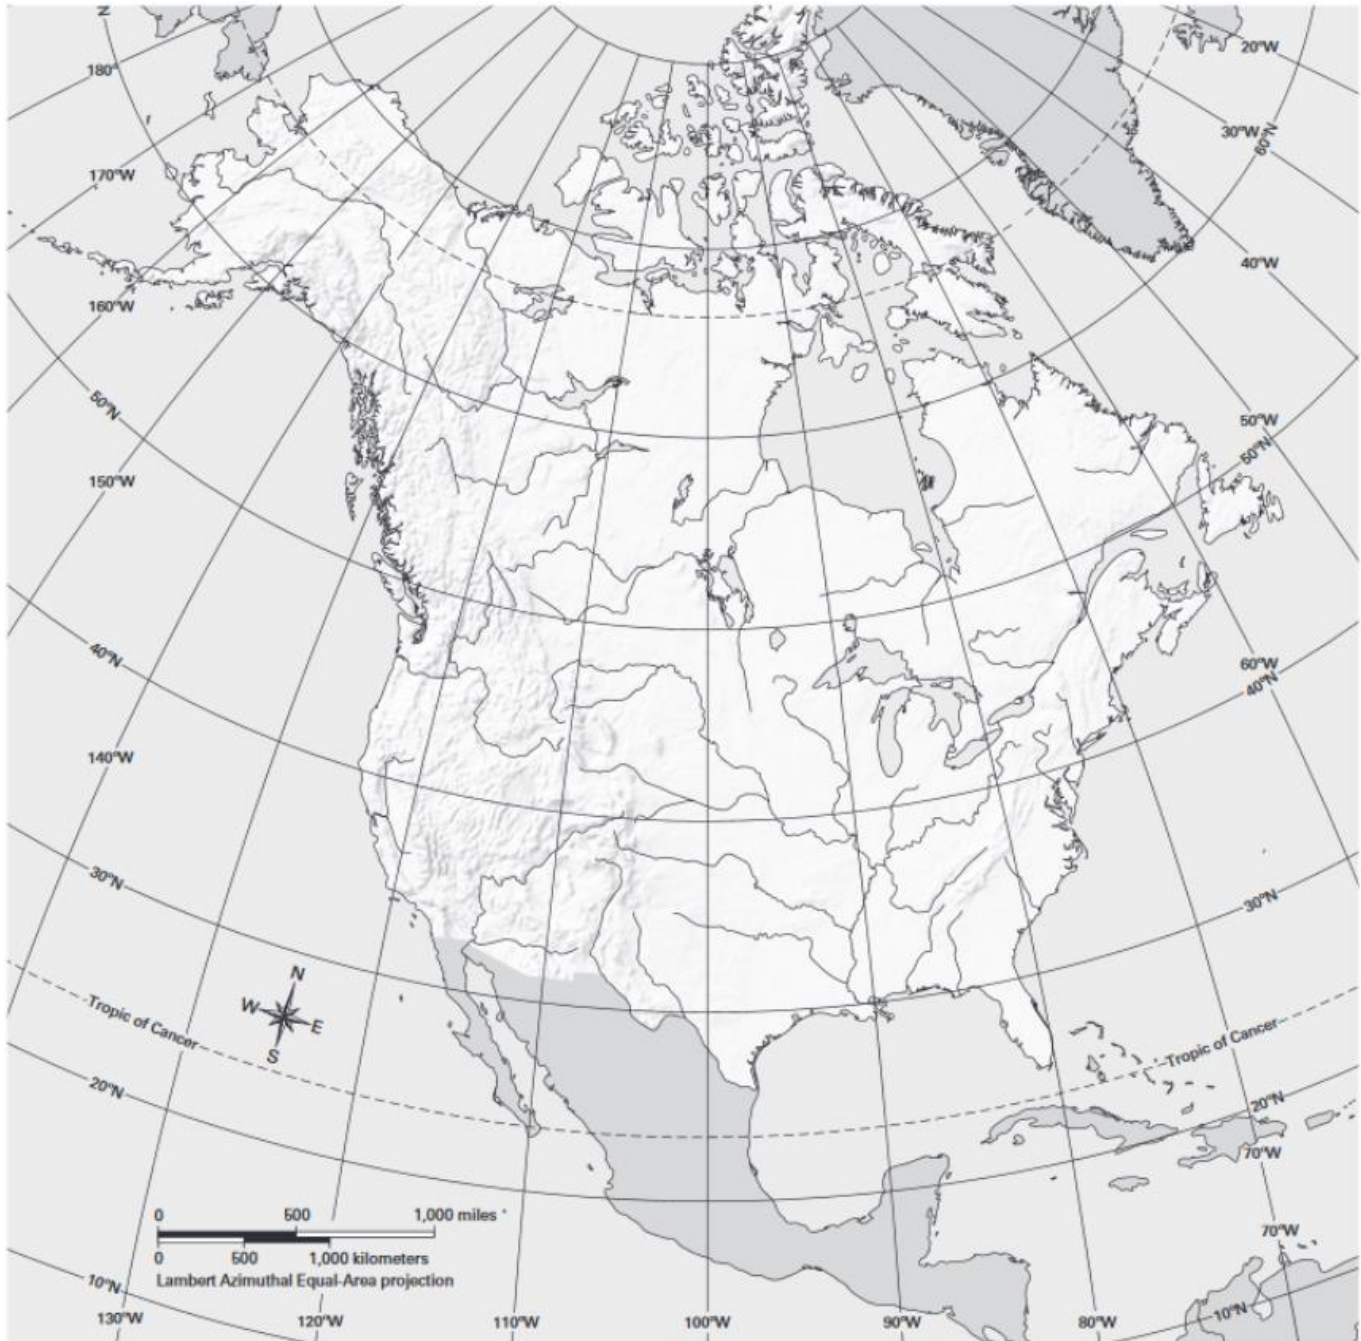 N
180°
20°W
30°W
60°N
170°W
40°W
160°W
50°N
50°W
50°N
150°W
40°N
60°W
40°N
140°W
30°N
30°N
N
W
E
S
Tropic of Cancer
Tropic of Cancer
20°N
20°N
70°W
0 500 1,000 miles
0 500 1,000 kilometers
Lambert Azimuthal Equal-Area projection
70°W
10°N
10°N
130°W
120°W
110°W
100°W
90°W
80°W